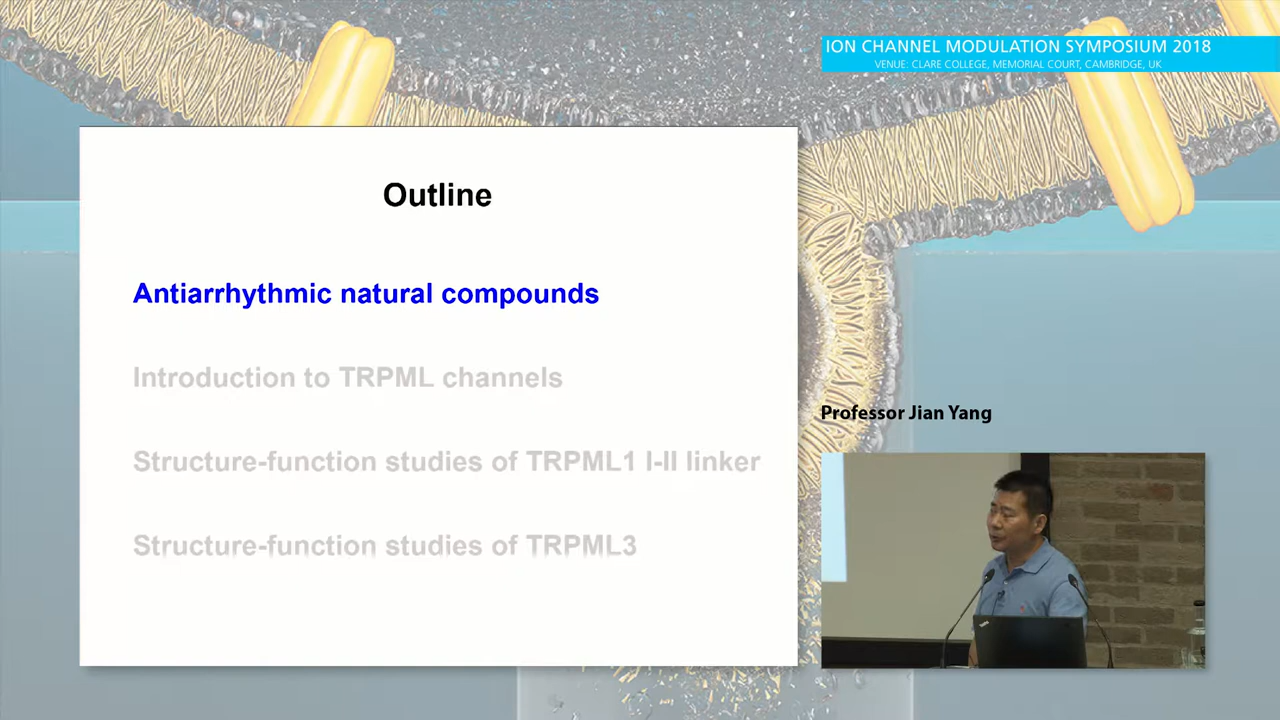 ION CHANNEL MODULATION SYMPOSIUM 2018
VENUE: CLARE COLLEGE, MEMORIAL COURT, CAMBRIDGE, UK
Outline
Antiarrhythmic natural compounds
Introduction to TRPML channels
Structure-function studies of TRPML1 I-II linker
Structure-function studies of TRPML3
Professor Jian Yang